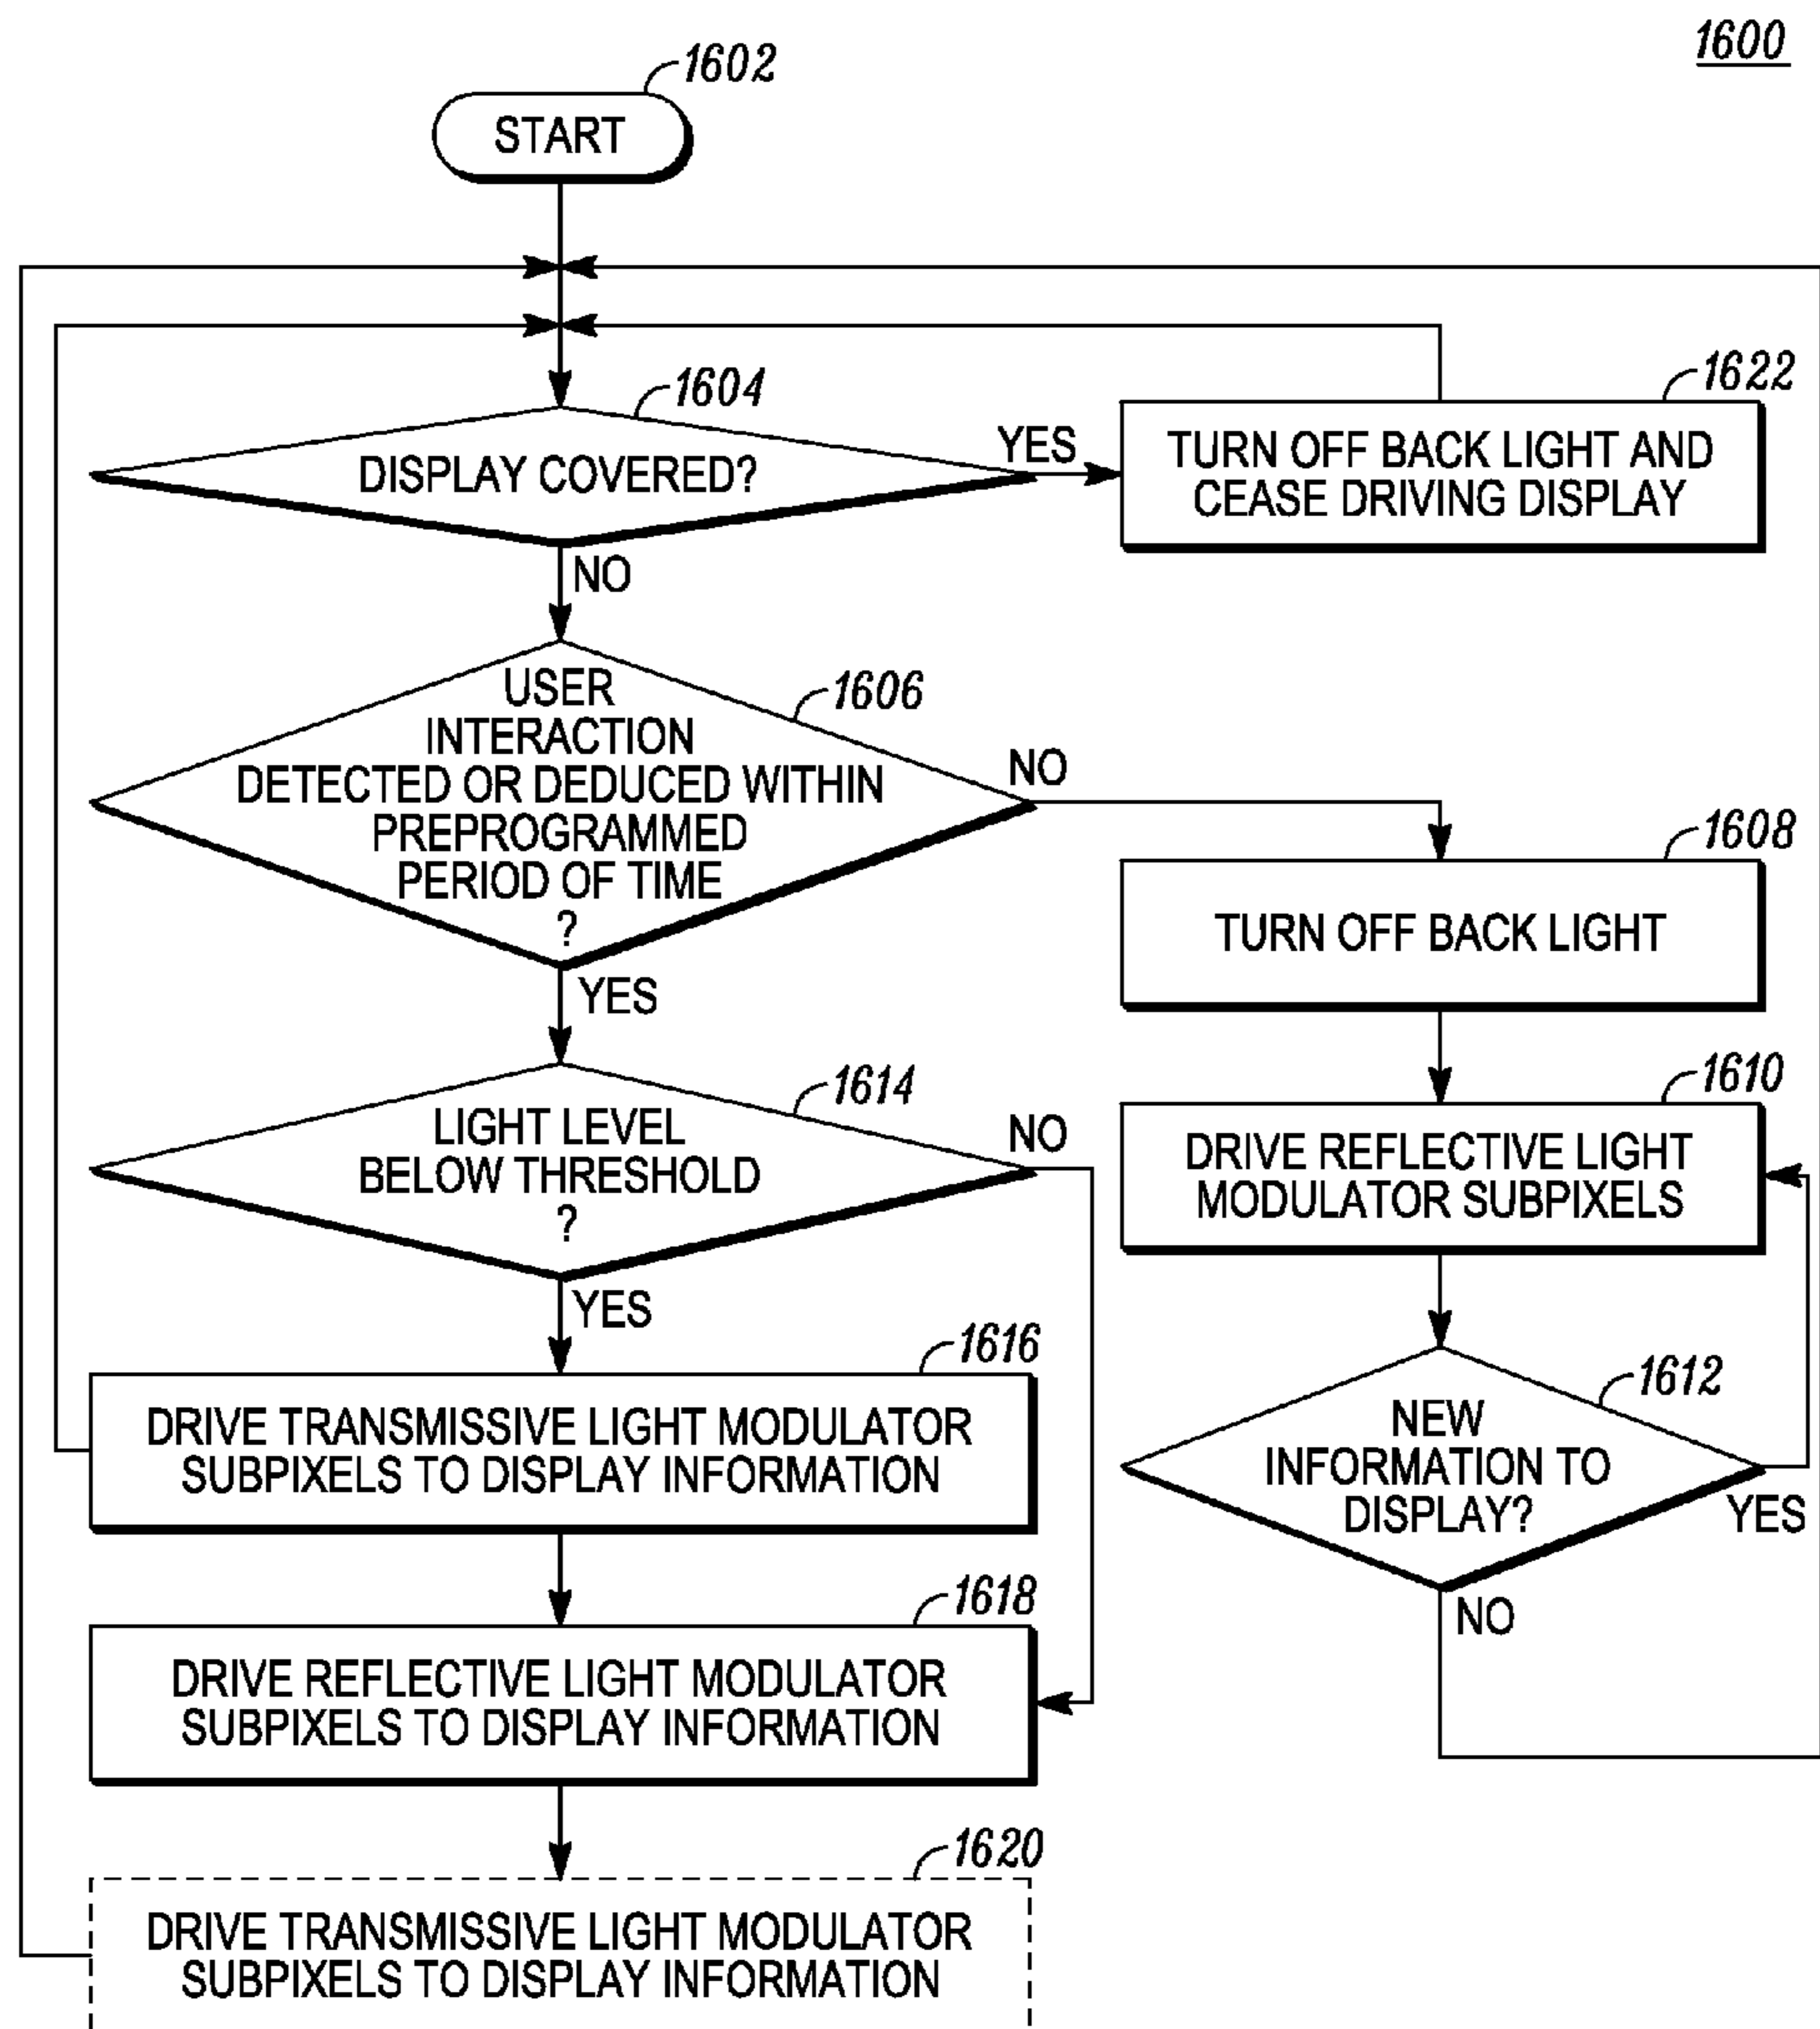 1600
1602
START
1604
DISPLAY COVERED?
YES
NO
1622
TURN OFF BACK LIGHT AND
CEASE DRIVING DISPLAY
1606
USER
INTERACTION
DETECTED OR DEDUCED WITHIN
PREPROGRAMMED
PERIOD OF TIME
?
NO
YES
1608
TURN OFF BACK LIGHT
1614
LIGHT LEVEL
BELOW THRESHOLD
?
NO
YES
1610
DRIVE REFLECTIVE LIGHT
MODULATOR SUBPIXELS
1616
DRIVE TRANSMISSIVE LIGHT MODULATOR
SUBPIXELS TO DISPLAY INFORMATION
1612
NEW
INFORMATION TO
DISPLAY?
YES
NO
1618
DRIVE REFLECTIVE LIGHT MODULATOR
SUBPIXELS TO DISPLAY INFORMATION
1620
DRIVE TRANSMISSIVE LIGHT MODULATOR
SUBPIXELS TO DISPLAY INFORMATION